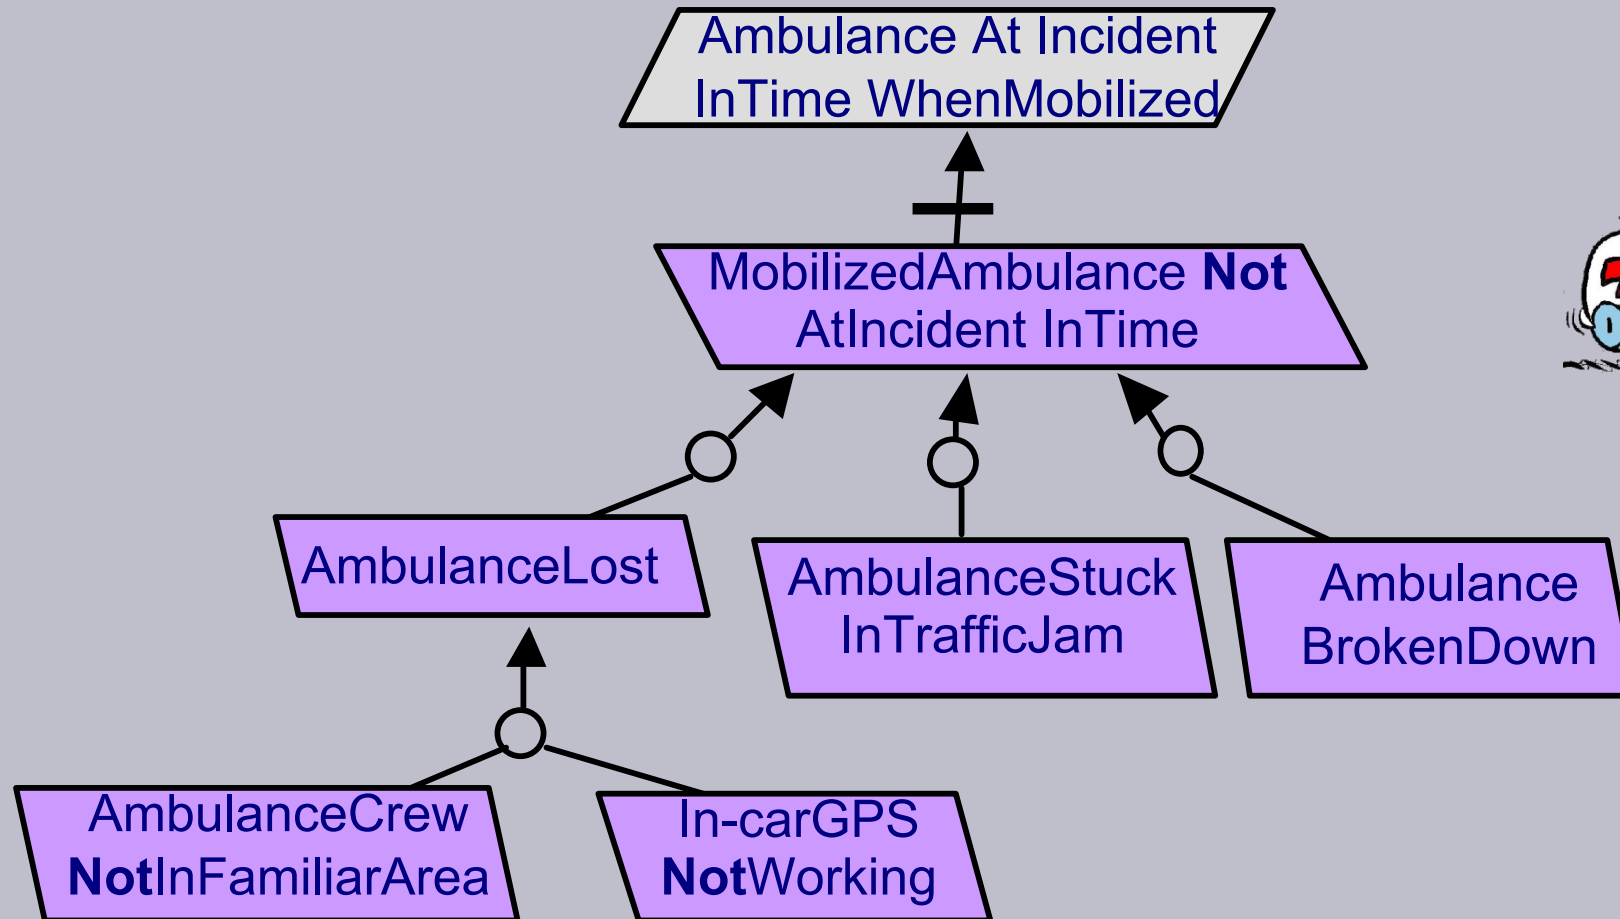 Ambulance At Incident
InTime WhenMobilized
MobilizedAmbulance Not
AtIncident InTime
AmbulanceLost
AmbulanceStuck
InTrafficJam
Ambulance
BrokenDown
AmbulanceCrew
NotInFamiliarArea
In-carGPS
NotWorking